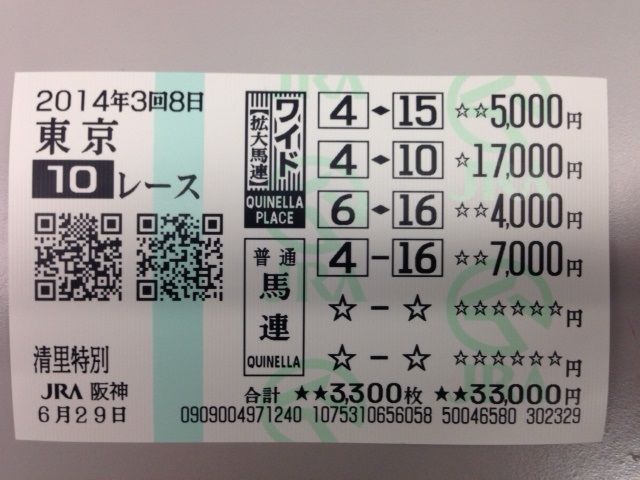 2014年3回8日
東京
10レース
清里特別
JRA 阪神
6月29日
ワイド
【拡大馬連】
QUINELLA
PLACE
4 ◆ 15 ☆☆5,000円
4 ◆ 10 ☆17,000円
6 ◆ 16 ☆☆4,000円
普通
馬連
QUINELLA
4 − 16 ☆☆7,000円
☆ − ☆ ☆☆☆☆☆☆円
☆ − ☆ ☆☆☆☆☆☆円
合計 ★★3,300枚 ★★33,000円
0909004971240 1075310656058 50046580 302329
JRA
JRA
JRA
JRA